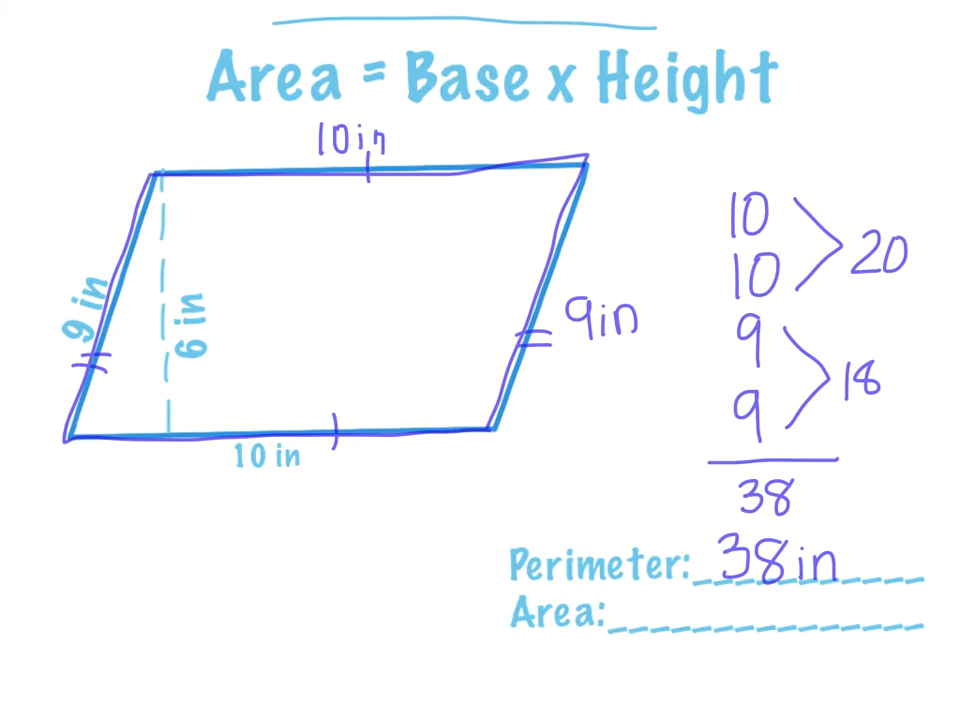 Area = Base x Height
10in
9 in
6 in
9in
10 in
10
10
20
9
9
18
38
Perimeter: 38in
Area: